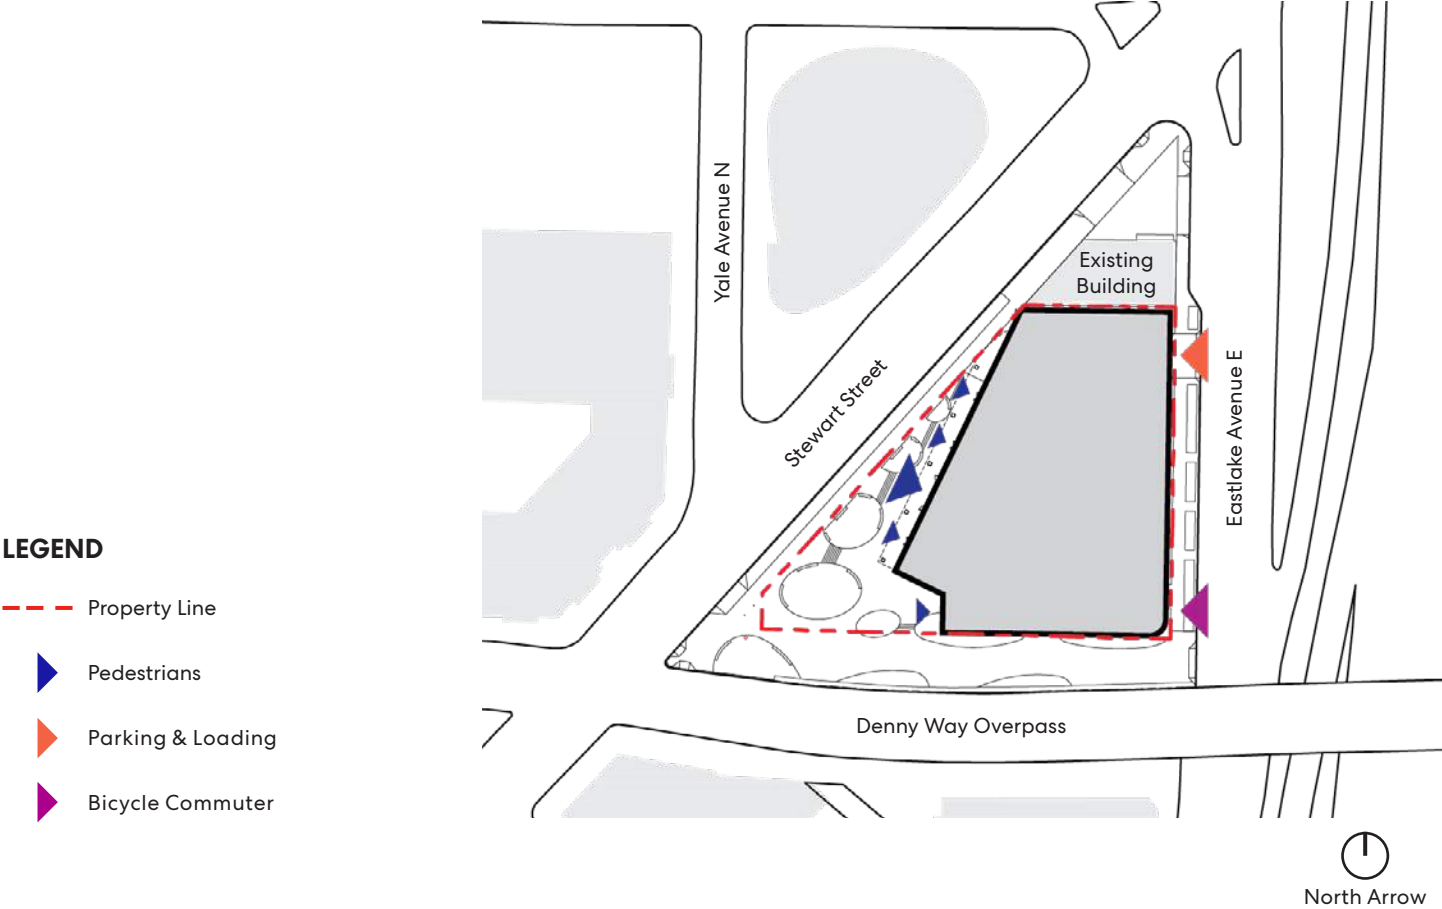 Yale Avenue N
Existing
Building
Stewart Street
Eastlake Avenue E
Denny Way Overpass
LEGEND
Property Line
Pedestrians
Parking & Loading
Bicycle Commuter
North Arrow